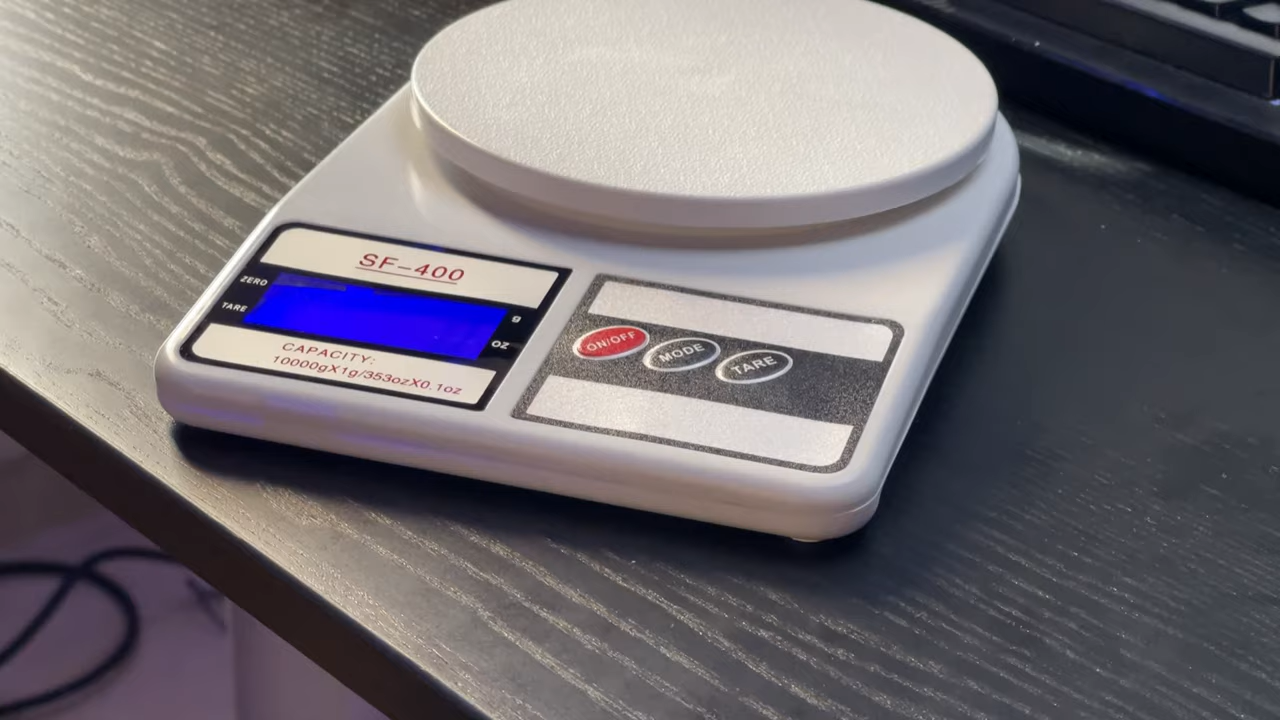 SF-400
ZERO
TARE
g
OZ
CAPACITY:
10000gX1g/353ozX0.1oz
ON/OFF
MODE
TARE